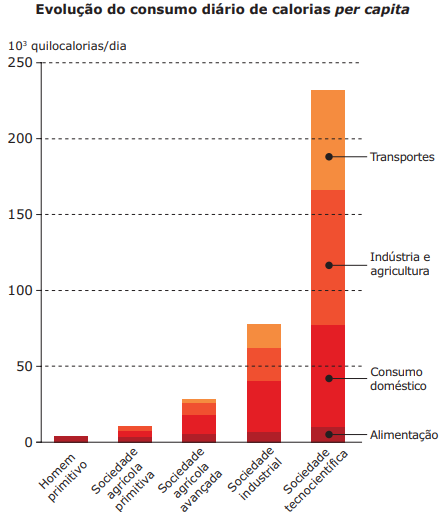 Evolução do consumo diário de calorias per capita
10³ quilocalorias/dia
250
200
150
100
50
0
Transportes
Indústria e
agricultura
Consumo
doméstico
Alimentação
Homem
primitivo
Sociedade
agrícola
primitiva
Sociedade
agrícola
avançada
Sociedade
industrial
Sociedade
tecnocientífica